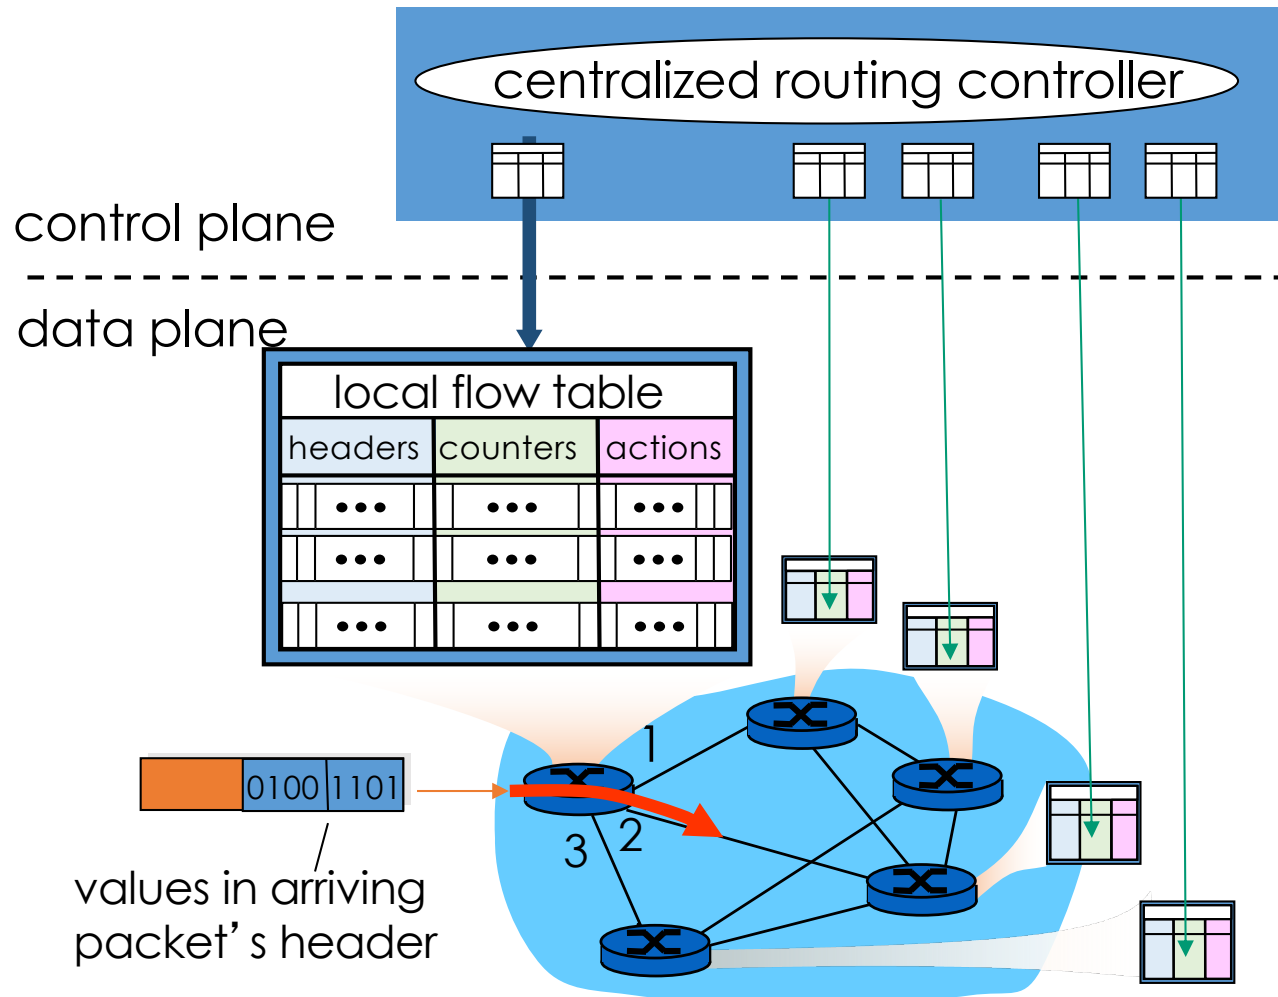 centralized routing controller
control plane
data plane
local flow table
headers counters actions
1
0100 1101
3 2
values in arriving
packet’s header